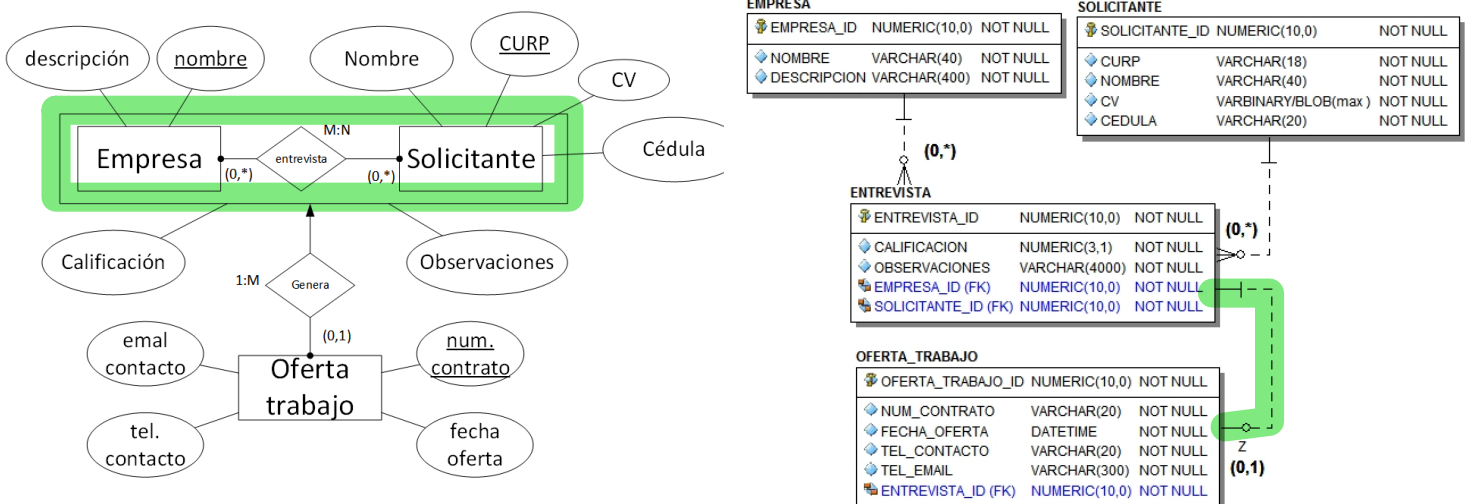 descripción
nombre
Nombre
CURP
CV
Cédula
M:N
Empresa
entrevista
Solicitante
(0,*)
(0,*)
Calificación
Observaciones
1:M
Genera
(0,1)
emal
contacto
num.
contrato
Oferta
trabajo
tel.
contacto
fecha
oferta
EMPRESA
EMPRESA_ID NUMERIC(10,0) NOT NULL
NOMBRE VARCHAR(40) NOT NULL
DESCRIPCION VARCHAR(400) NOT NULL
SOLICITANTE
SOLICITANTE_ID NUMERIC(10,0) NOT NULL
CURP VARCHAR(18) NOT NULL
NOMBRE VARCHAR(40) NOT NULL
CV VARBINARY/BLOB(max ) NOT NULL
CEDULA VARCHAR(20) NOT NULL
(0,*)
ENTREVISTA
ENTREVISTA_ID NUMERIC(10,0) NOT NULL
CALIFICACION NUMERIC(3,1) NOT NULL
OBSERVACIONES VARCHAR(4000) NOT NULL
EMPRESA_ID (FK) NUMERIC(10,0) NOT NULL
SOLICITANTE_ID (FK) NUMERIC(10,0) NOT NULL
(0,*)
OFERTA_TRABAJO
OFERTA_TRABAJO_ID NUMERIC(10,0) NOT NULL
NUM_CONTRATO VARCHAR(20) NOT NULL
FECHA_OFERTA DATETIME NOT NULL
TEL_CONTACTO VARCHAR(20) NOT NULL
TEL_EMAIL VARCHAR(300) NOT NULL
ENTREVISTA_ID (FK) NUMERIC(10,0) NOT NULL
Z
(0,1)